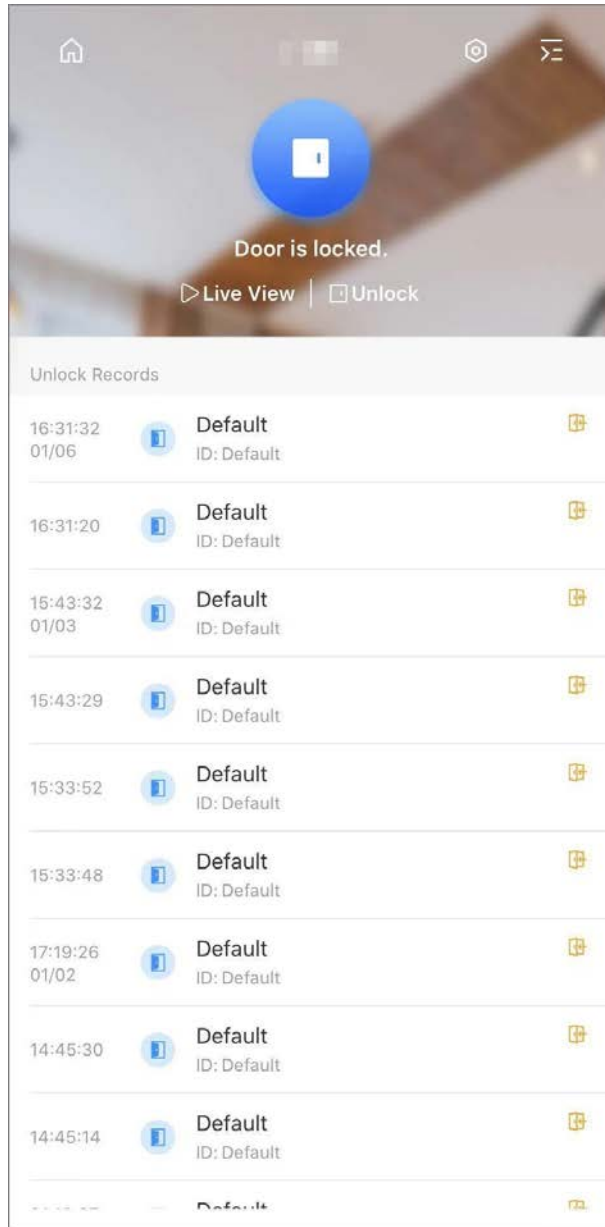 Door is locked.
Live View | Unlock
Unlock Records
16:31:32
01/06
Default
ID: Default
16:31:20
Default
ID: Default
15:43:32
01/03
Default
ID: Default
15:43:29
Default
ID: Default
15:33:52
Default
ID: Default
15:33:48
Default
ID: Default
17:19:26
01/02
Default
ID: Default
14:45:30
Default
ID: Default
14:45:14
Default
ID: Default
Default